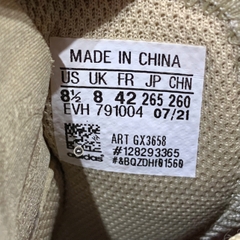 MADE IN CHINA
US UK FR JP CHN
8½ 8 42 265 260
EVH 791004 07/21
ART GX3658
adidas #128293365
#&BQZDHf01560